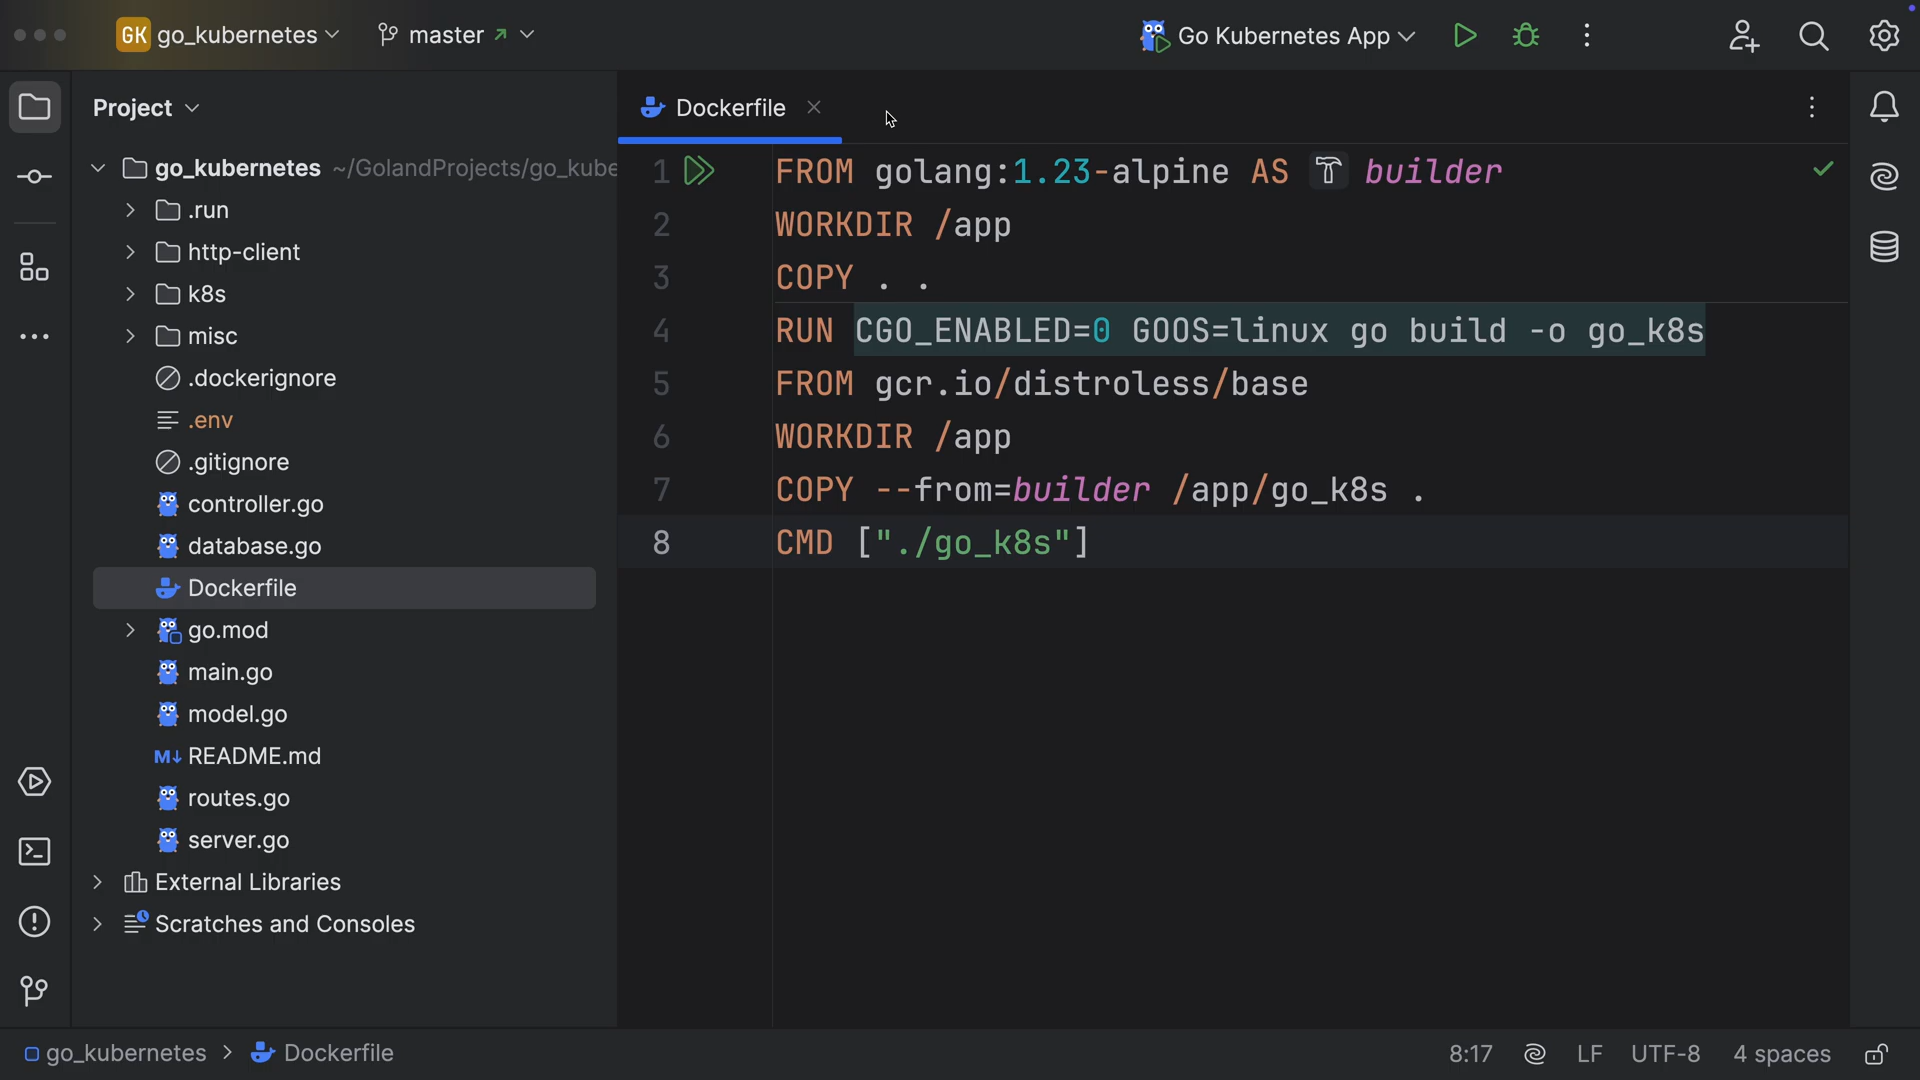 GK go_kubernetes master Go Kubernetes App
Project
Dockerfile
go_kubernetes ~/GolandProjects/go_kube
.run
http-client
k8s
misc
.dockerignore
.env
.gitignore
controller.go
database.go
Dockerfile
go.mod
main.go
model.go
M↓ README.md
routes.go
server.go
External Libraries
Scratches and Consoles
1 FROM golang:1.23-alpine AS builder
2 WORKDIR /app
3 COPY . .
4 RUN CGO_ENABLED=0 GOOS=linux go build -o go_k8s
5 FROM gcr.io/distroless/base
6 WORKDIR /app
7 COPY --from=builder /app/go_k8s .
8 CMD ["./go_k8s"]
go_kubernetes > Dockerfile
8:17 LF UTF-8 4 spaces